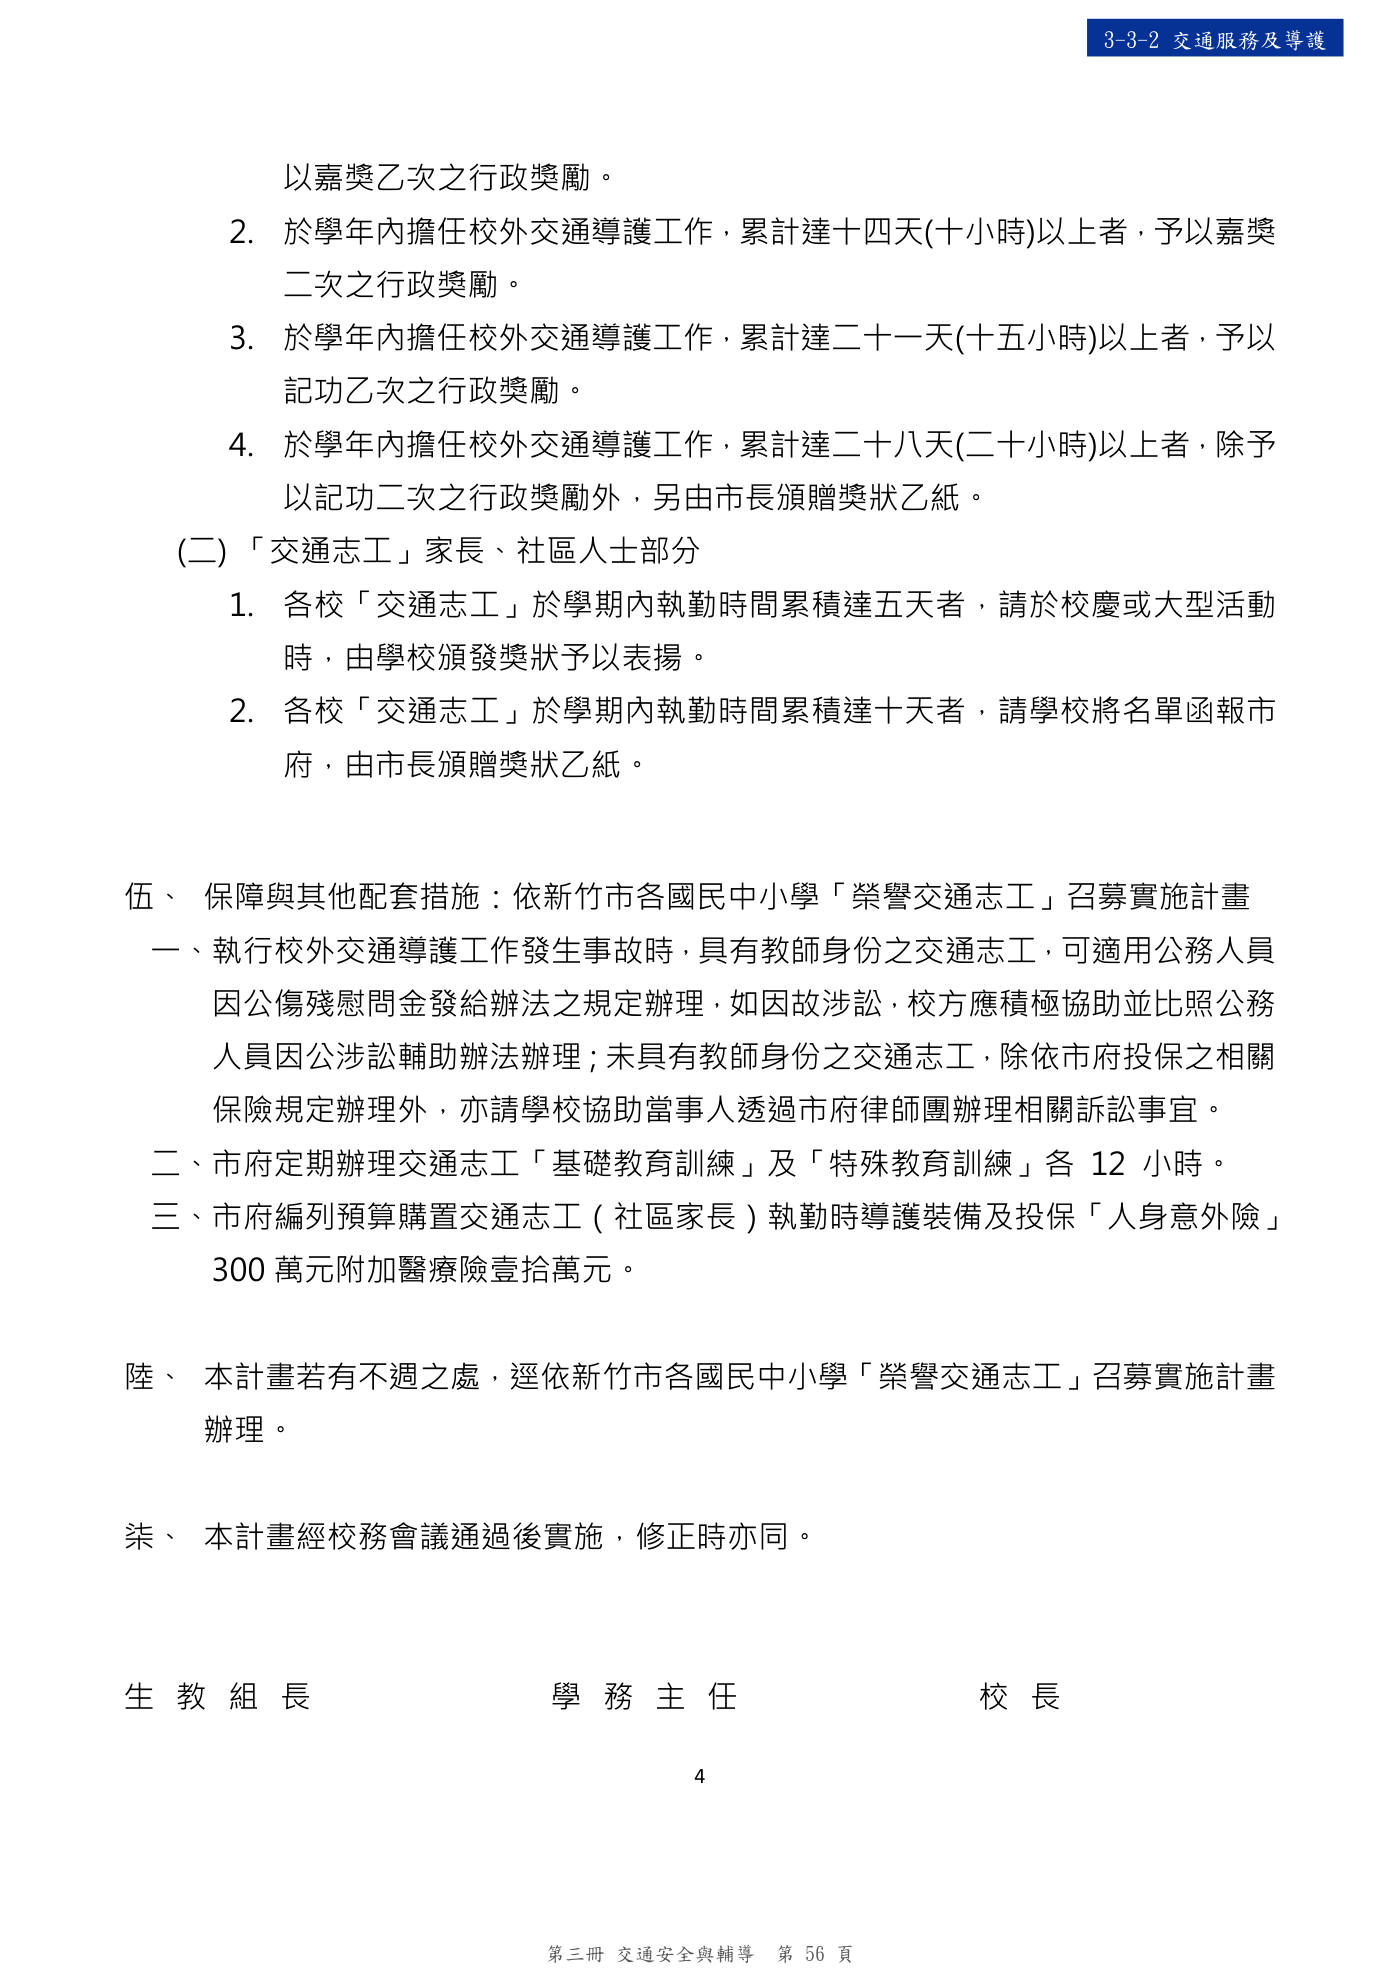 3-3-2 交通服務及導護
以嘉獎乙次之行政獎勵。
2. 於學年內擔任校外交通導護工作，累計達十四天(十小時)以上者，予以嘉獎
二次之行政獎勵。
3. 於學年內擔任校外交通導護工作，累計達二十一天(十五小時)以上者，予以
記功乙次之行政獎勵。
4. 於學年內擔任校外交通導護工作，累計達二十八天(二十小時)以上者，除予
以記功二次之行政獎勵外，另由市長頒贈獎狀乙紙。
(二) 「交通志工」家長、社區人士部分
1. 各校「交通志工」於學期內執勤時間累積達五天者，請於校慶或大型活動
時，由學校頒發獎狀予以表揚。
2. 各校「交通志工」於學期內執勤時間累積達十天者，請學校將名單函報市
府，由市長頒贈獎狀乙紙。
伍、 保障與其他配套措施：依新竹市各國民中小學「榮譽交通志工」召募實施計畫
一、執行校外交通導護工作發生事故時，具有教師身份之交通志工，可適用公務人員
因公傷殘慰問金發給辦法之規定辦理，如因故涉訟，校方應積極協助並比照公務
人員因公涉訟輔助辦法辦理；未具有教師身份之交通志工，除依市府投保之相關
保險規定辦理外，亦請學校協助當事人透過市府律師團辦理相關訴訟事宜。
二、市府定期辦理交通志工「基礎教育訓練」及「特殊教育訓練」各 12 小時。
三、市府編列預算購置交通志工（社區家長）執勤時導護裝備及投保「人身意外險」
300 萬元附加醫療險壹拾萬元。
陸、 本計畫若有不週之處，逕依新竹市各國民中小學「榮譽交通志工」召募實施計畫
辦理。
柒、 本計畫經校務會議通過後實施，修正時亦同。
生教組長 學務主任 校長
4
第三冊 交通安全與輔導 第 56 頁